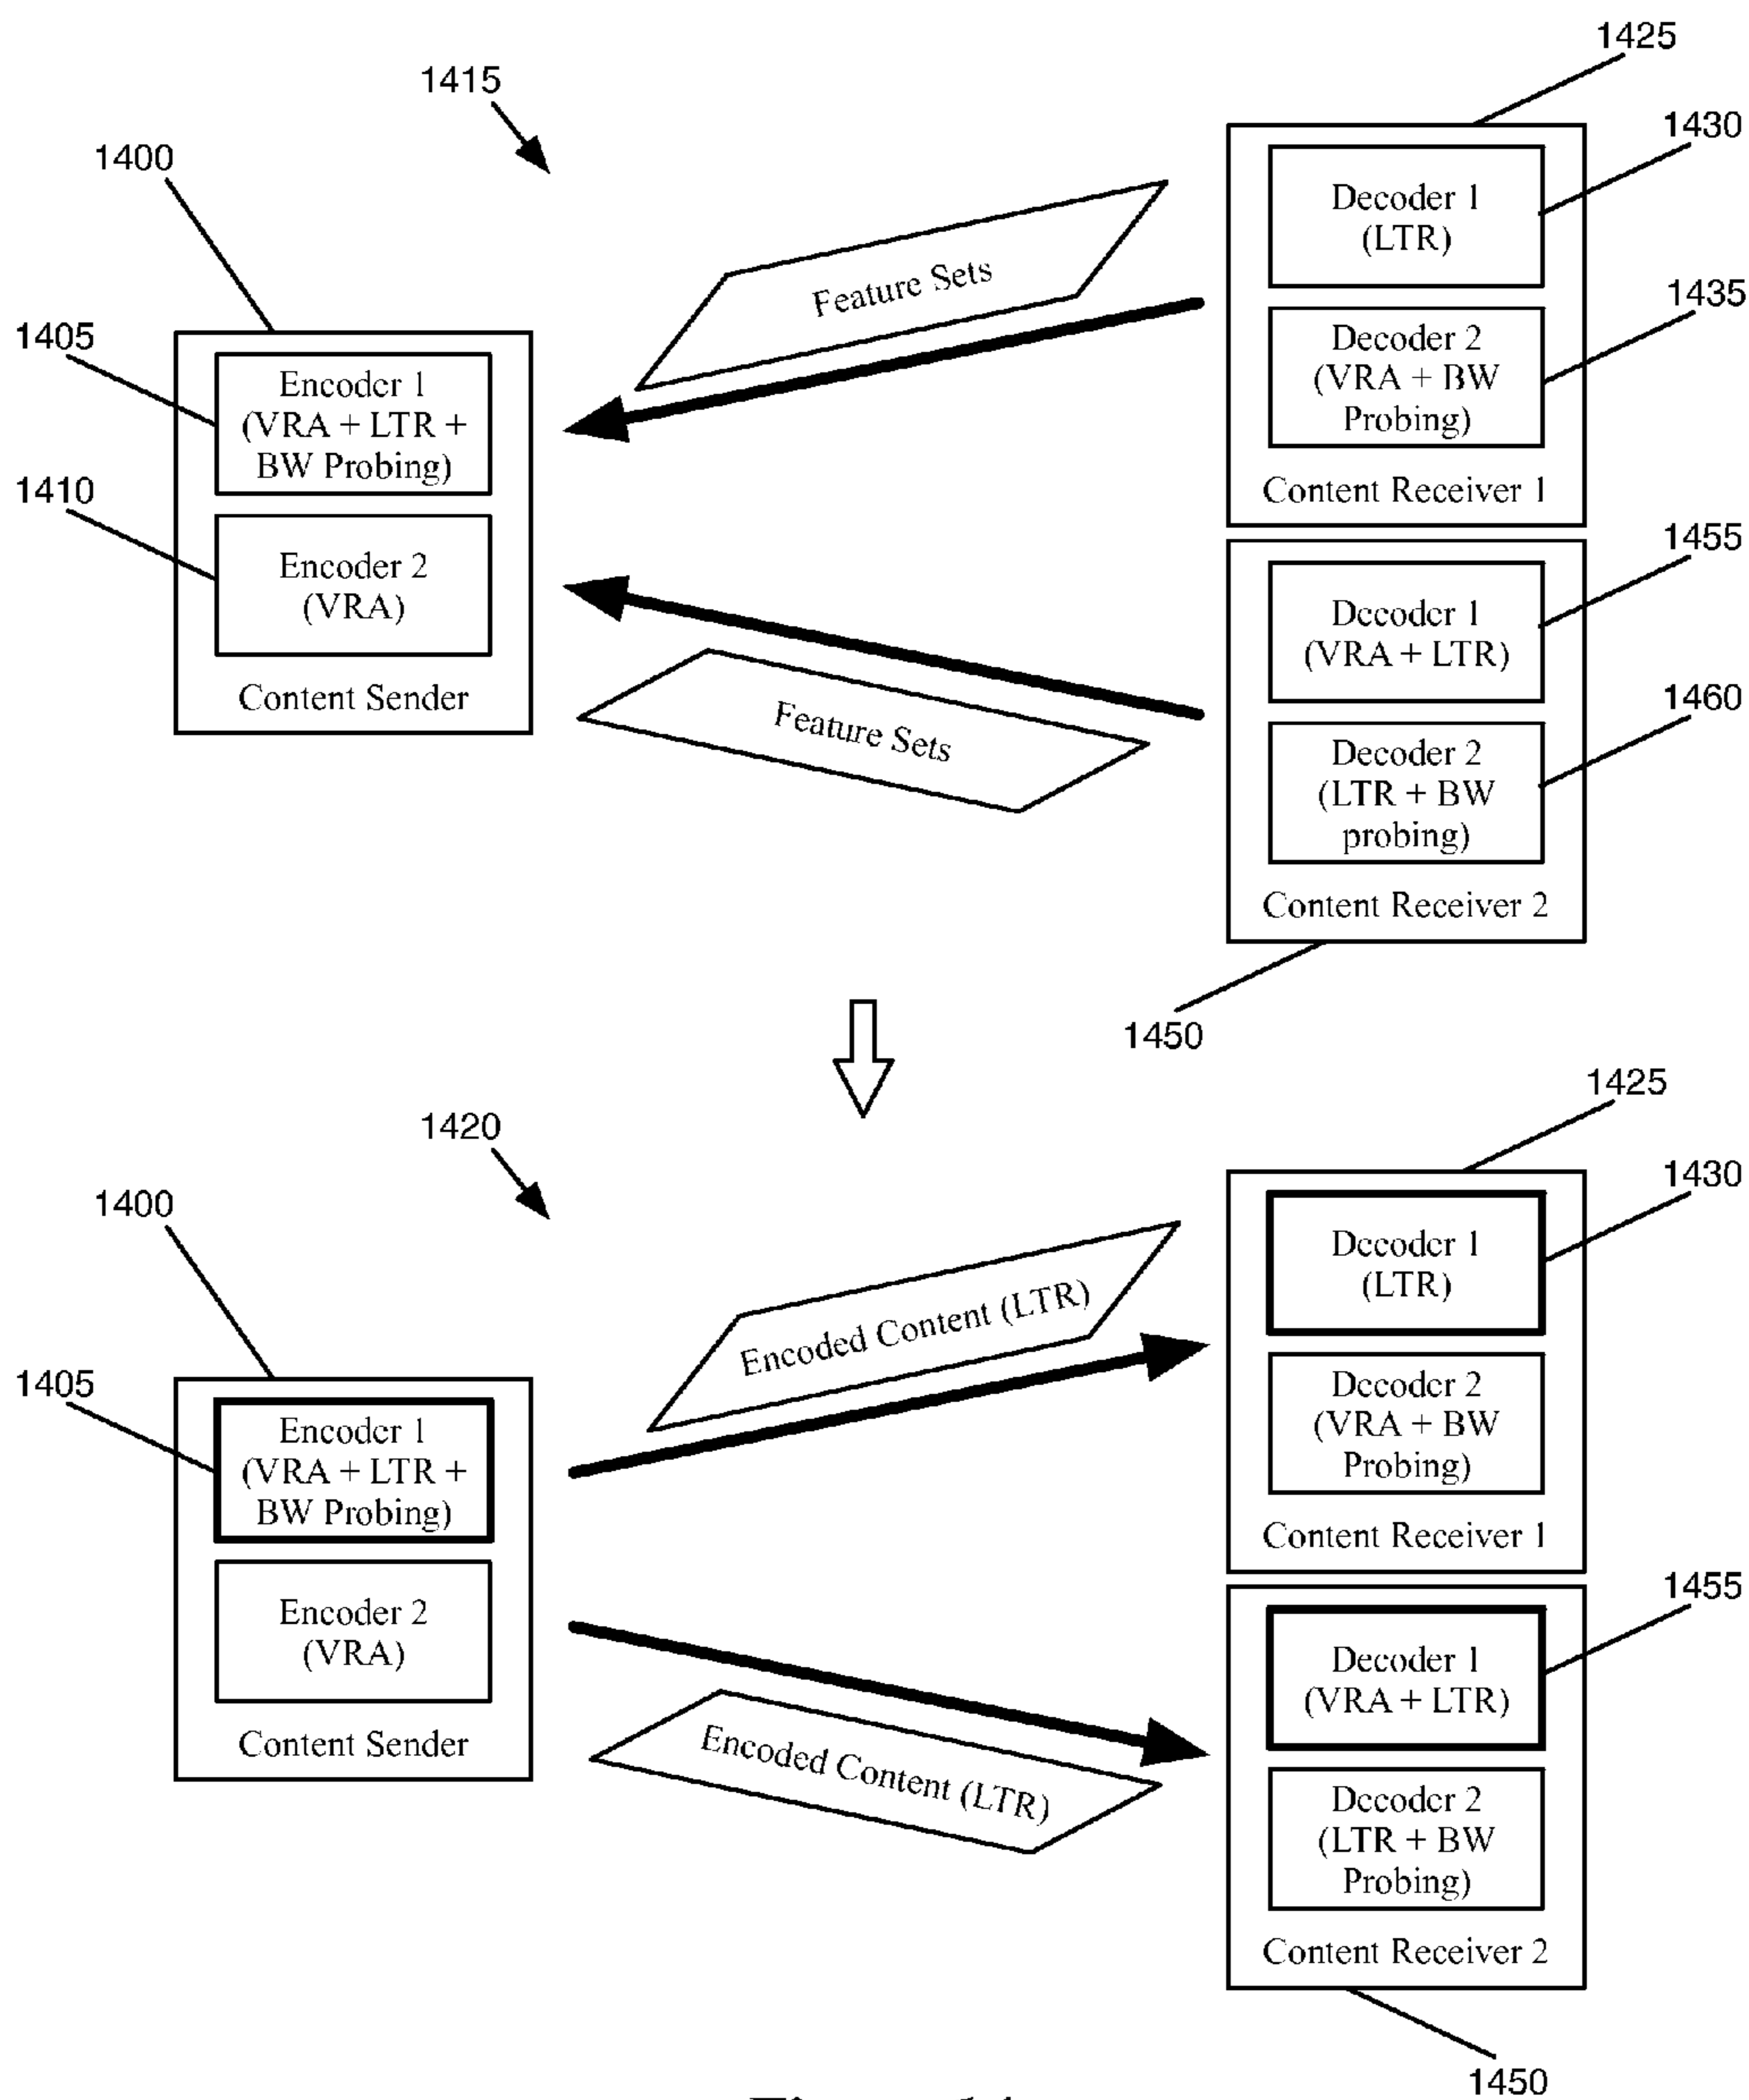 1425
1415
1430
1400
Decoder 1
(LTR)
Feature Sets
1435
1405
Decoder 2
(VRA + BW
Probing)
Encoder 1
(VRA + LTR +
BW Probing)
Content Receiver 1
1410
1455
Encoder 2
(VRA)
Decoder 1
(VRA + LTR)
Content Sender
1460
Feature Sets
Decoder 2
(LTR + BW
probing)
Content Receiver 2
1450
1425
1420
1430
1400
Decoder 1
(LTR)
Encoded Content (LTR)
1405
Decoder 2
(VRA + BW
Probing)
Encoder 1
(VRA + LTR +
BW Probing)
Content Receiver 1
1455
Encoder 2
(VRA)
Decoder 1
(VRA + LTR)
Content Sender
Encoded Content (LTR)
Decoder 2
(LTR + BW
Probing)
Content Receiver 2
1450